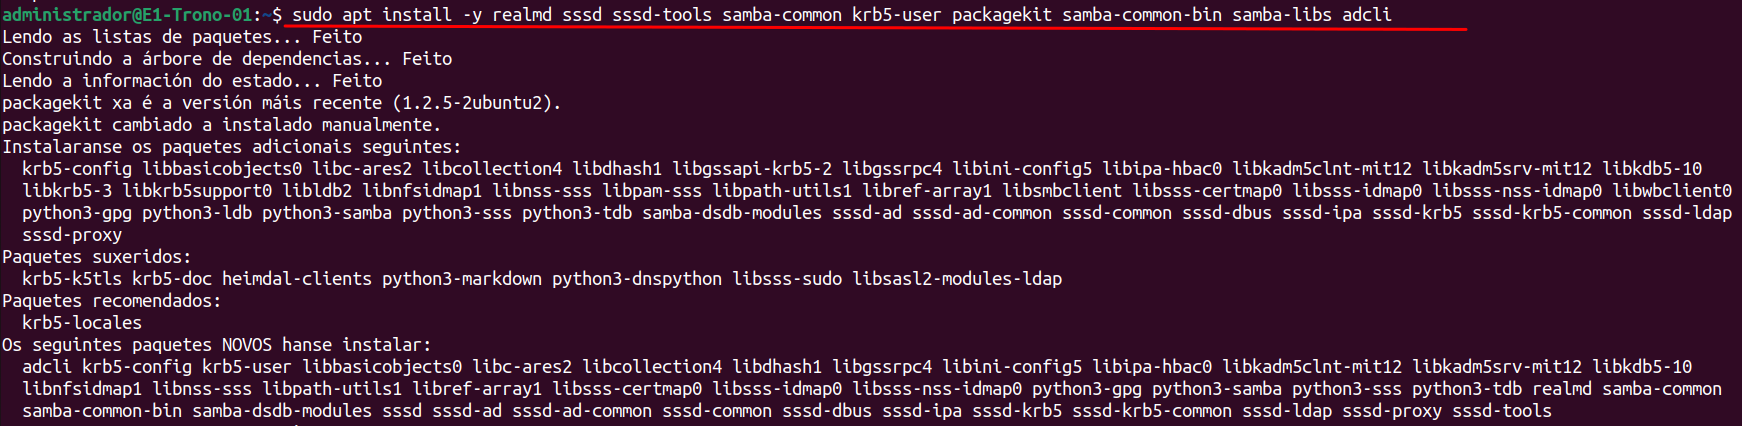 administrador@E1-Trono-01:~$ sudo apt install -y realmd sssd sssd-tools samba-common krb5-user packagekit samba-common-bin samba-libs adcli
Lendo as listas de paquetes... Feito
Construindo a árbore de dependencias... Feito
Lendo a información do estado... Feito
packagekit xa é a versión máis recente (1.2.5-2ubuntu2).
packagekit cambiado a instalado manualmente.
Instalaranse os paquetes adicionais seguintes:
  krb5-config libbasicobjects0 libc-ares2 libcollection4 libdhash1 libgssapi-krb5-2 libgssrpc4 libini-config5 libipa-hbac0 libkadm5clnt-mit12 libkadm5srv-mit12 libkdb5-10
  libkrb5-3 libkrb5support0 libldb2 libnfsidmap1 libnss-sss libpam-sss libpath-utils1 libref-array1 libsmbclient libsss-certmap0 libsss-idmap0 libsss-nss-idmap0 libwbclient0
  python3-gpg python3-ldb python3-samba python3-sss python3-tdb samba-dsdb-modules sssd-ad sssd-ad-common sssd-common sssd-dbus sssd-ipa sssd-krb5 sssd-krb5-common sssd-ldap
  sssd-proxy
Paquetes suxeridos:
  krb5-k5tls krb5-doc heimdal-clients python3-markdown python3-dnspython libsss-sudo libsasl2-modules-ldap
Paquetes recomendados:
  krb5-locales
Os seguintes paquetes NOVOS hanse instalar:
  adcli krb5-config krb5-user libbasicobjects0 libc-ares2 libcollection4 libdhash1 libgssrpc4 libini-config5 libipa-hbac0 libkadm5clnt-mit12 libkadm5srv-mit12 libkdb5-10
  libnfsidmap1 libnss-sss libpath-utils1 libref-array1 libsss-certmap0 libsss-idmap0 libsss-nss-idmap0 python3-gpg python3-samba python3-sss python3-tdb realmd samba-common
  samba-common-bin samba-dsdb-modules sssd sssd-ad sssd-ad-common sssd-common sssd-dbus sssd-ipa sssd-krb5 sssd-krb5-common sssd-ldap sssd-proxy sssd-tools